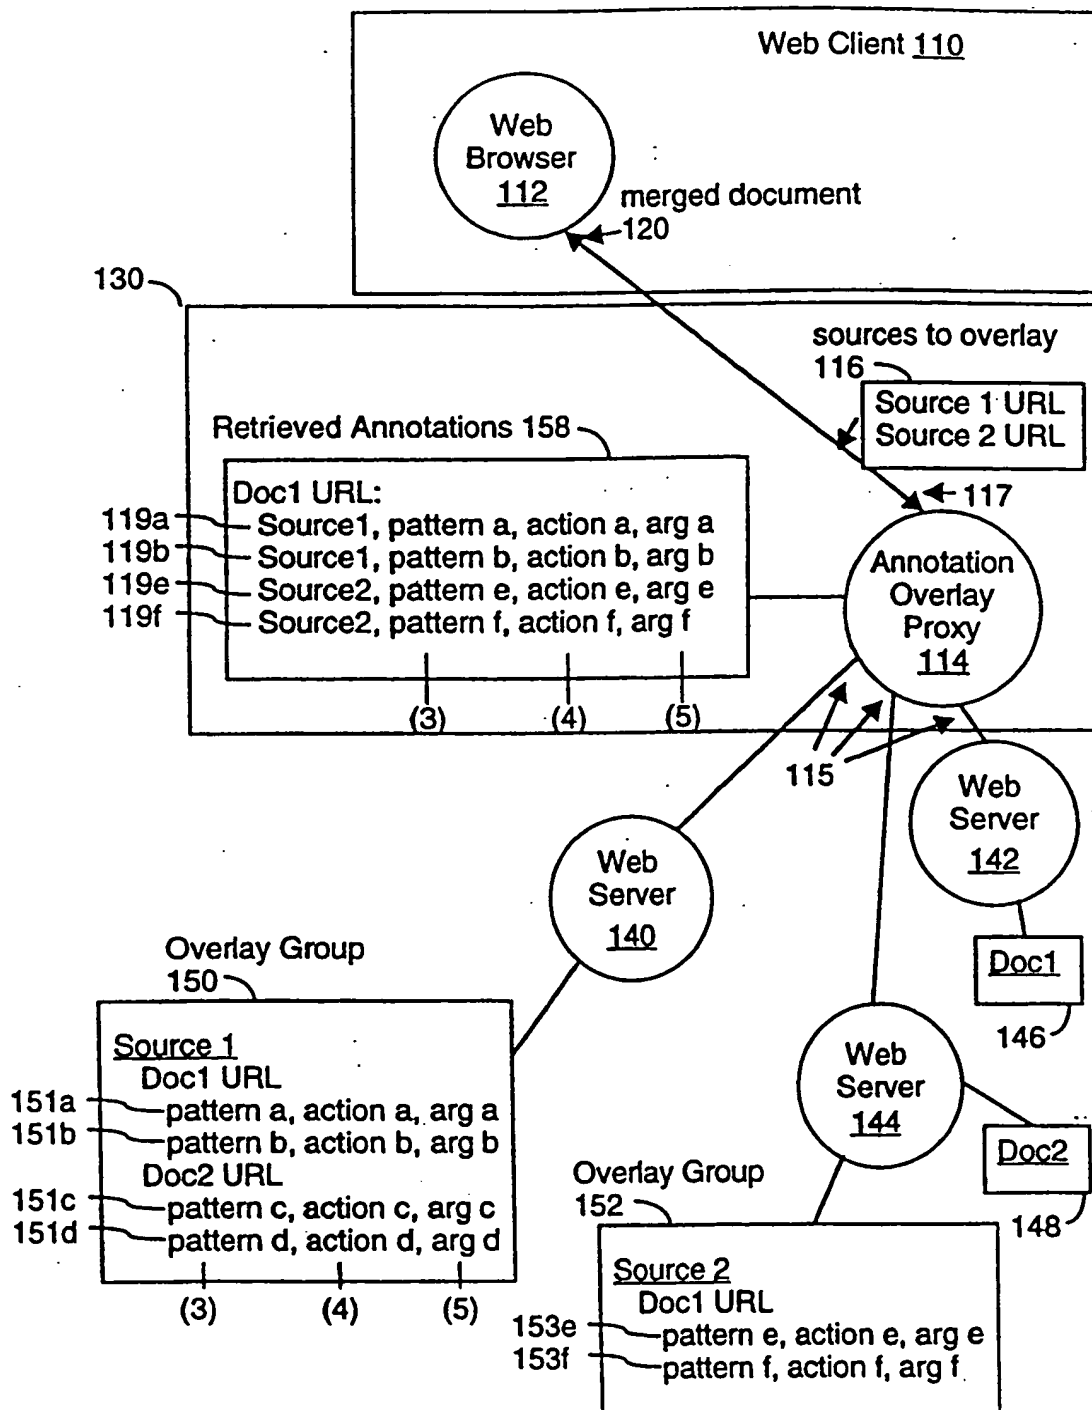 Web Client 110
Web
Browser
112
merged document
120
130
sources to overlay
116
Source 1 URL
Source 2 URL
Retrieved Annotations 158
117
Doc1 URL:
119a
Source1, pattern a, action a, arg a
119b
Source1, pattern b, action b, arg b
119e
Source2, pattern e, action e, arg e
119f
Source2, pattern f, action f, arg f
Annotation
Overlay
Proxy
114
(3)
(4)
(5)
115
Web
Server
142
Web
Server
140
Doc1
146
Overlay Group
150
Source 1
Doc1 URL
151a
pattern a, action a, arg a
151b
pattern b, action b, arg b
Doc2 URL
151c
pattern c, action c, arg c
151d
pattern d, action d, arg d
(3)
(4)
(5)
Web
Server
144
Doc2
148
Overlay Group
152
Source 2
Doc1 URL
153e
pattern e, action e, arg e
153f
pattern f, action f, arg f